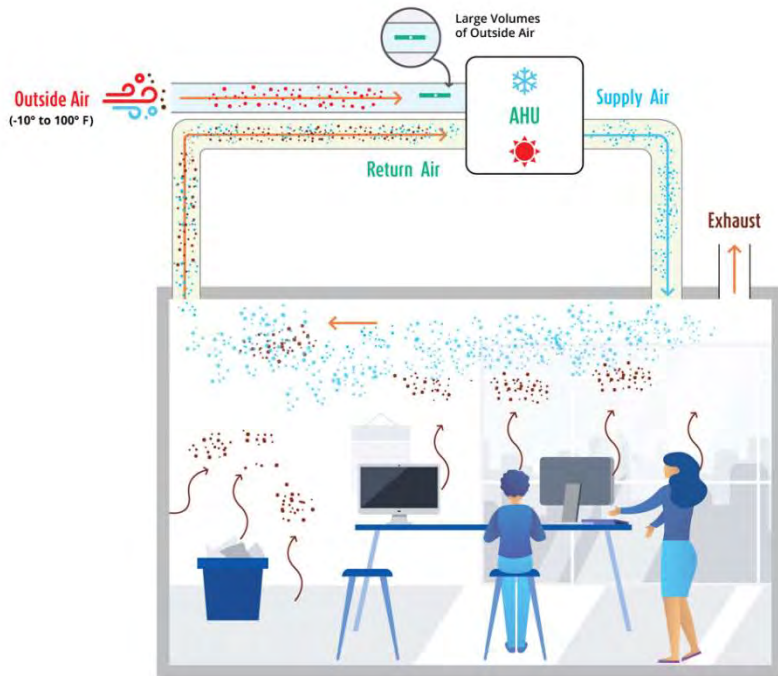 Large Volumes
of Outside Air
Outside Air
(-10° to 100° F)
AHU
Supply Air
Return Air
Exhaust